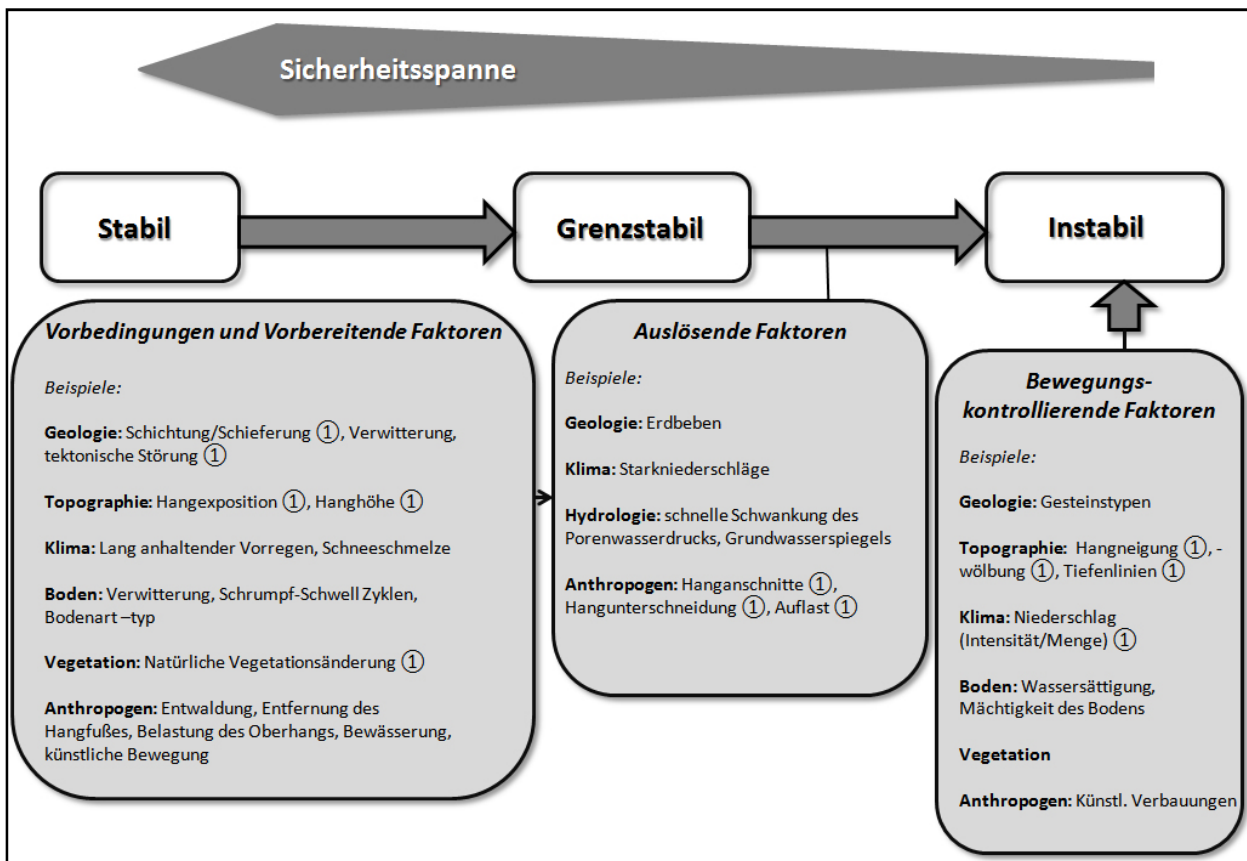 Sicherheitsspanne
Stabil
Grenzstabil
Instabil
Vorbedingungen und Vorbereitende Faktoren
Beispiele:
Geologie: Schichtung/Schieferung ①, Verwitterung,
tektonische Störung ①
Topographie: Hangexposition ①, Hanghöhe ①
Klima: Lang anhaltender Vorregen, Schneeschmelze
Boden: Verwitterung, Schrumpf-Schwell Zyklen,
Bodenart –typ
Vegetation: Natürliche Vegetationsänderung ①
Anthropogen: Entwaldung, Entfernung des
Hangfußes, Belastung des Oberhangs, Bewässerung,
künstliche Bewegung
Auslösende Faktoren
Beispiele:
Geologie: Erdbeben
Klima: Starkniederschläge
Hydrologie: schnelle Schwankung des
Porenwasserdrucks, Grundwasserspiegels
Anthropogen: Hanganschnitte ①,
Hangunterschneidung ①, Auflast ①
Bewegungs-
kontrollierende Faktoren
Beispiele:
Geologie: Gesteinstypen
Topographie: Hangneigung ①, -
wölbung ①, Tiefenlinien ①
Klima: Niederschlag
(Intensität/Menge) ①
Boden: Wassersättigung,
Mächtigkeit des Bodens
Vegetation
Anthropogen: Künstl. Verbauungen